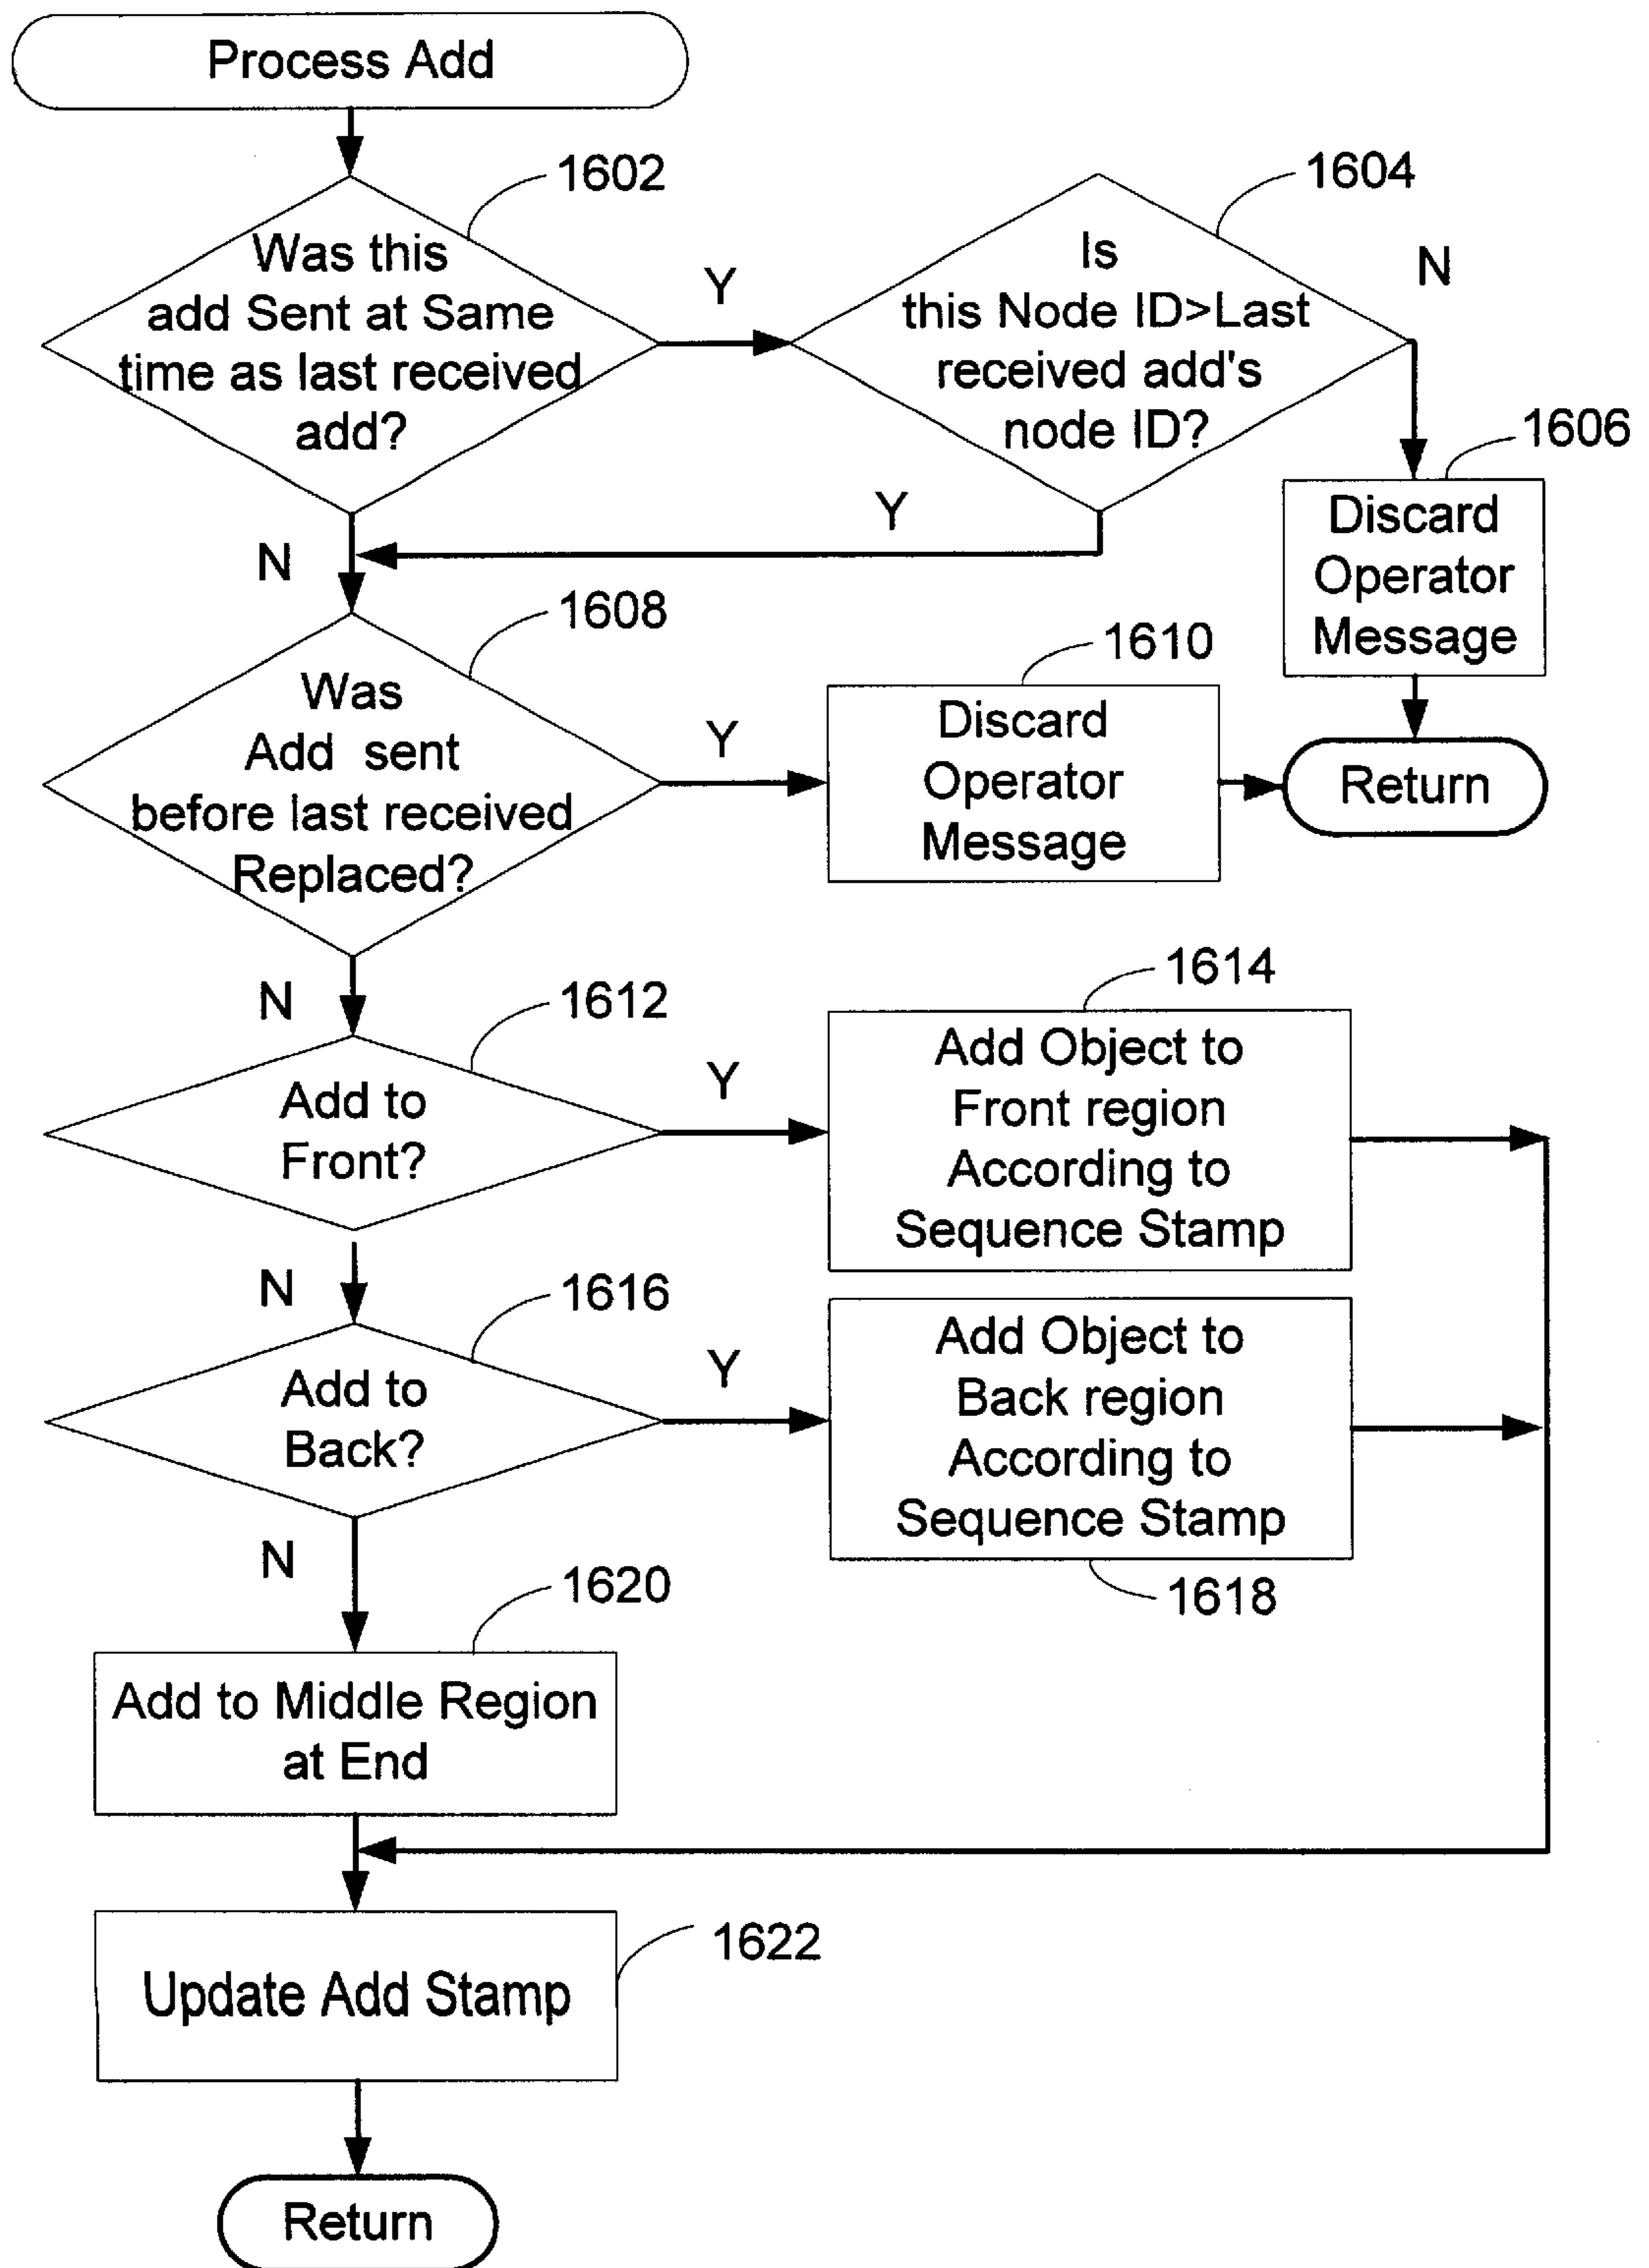 Process Add
1602
Was this
add Sent at Same
time as last received
add?
Y
1604
Is
this Node ID>Last
received add's
node ID?
N
Y
N
1606
Discard
Operator
Message
Return
1608
Was
Add sent
before last received
Replaced?
Y
1610
Discard
Operator
Message
N
1612
Add to
Front?
Y
1614
Add Object to
Front region
According to
Sequence Stamp
N
1616
Add to
Back?
Y
Add Object to
Back region
According to
Sequence Stamp
1618
N
1620
Add to Middle Region
at End
1622
Update Add Stamp
Return